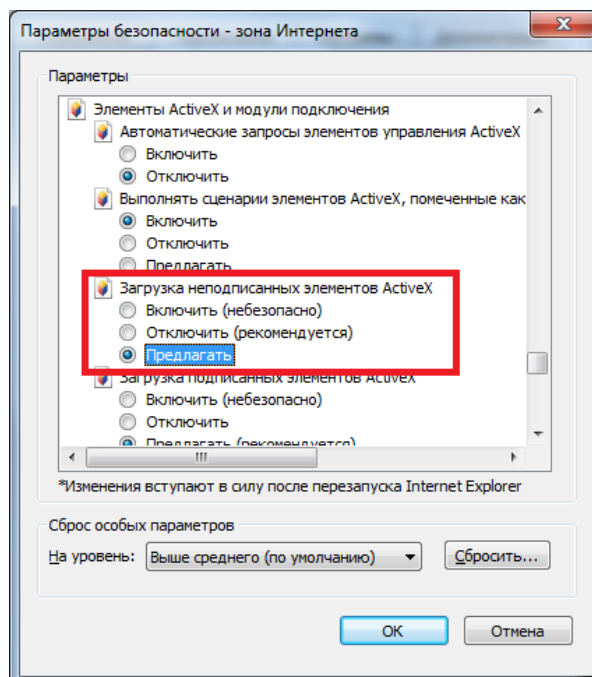 Параметры безопасности - зона Интернета
Параметры
Элементы ActiveX и модули подключения
Автоматические запросы элементов управления ActiveX
Включить
Отключить
Выполнять сценарии элементов ActiveX, помеченные как
Включить
Отключить
Предлагать
Загрузка неподписанных элементов ActiveX
Включить (небезопасно)
Отключить (рекомендуется)
Предлагать
Загрузка подписанных элементов ActiveX
Включить (небезопасно)
Отключить
Предлагать (рекомендуется)
*Изменения вступают в силу после перезапуска Internet Explorer
Сброс особых параметров
На уровень: Выше среднего (по умолчанию) Сбросить...
OK Отмена